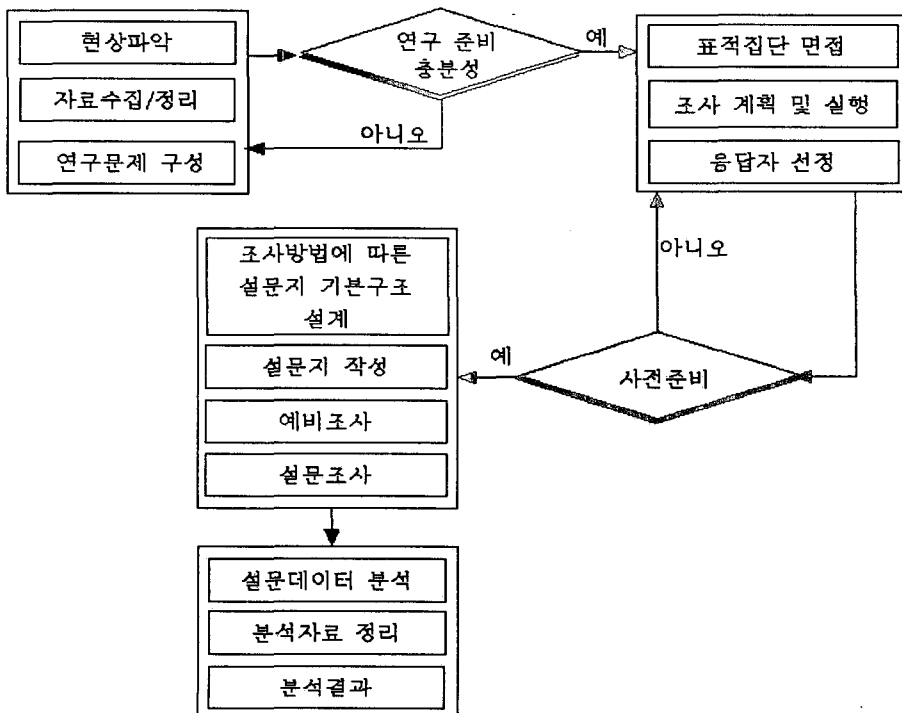 현상파악
자료수집/정리
연구문제 구성
연구 준비
충분성
예
아니오
표적집단 면접
조사 계획 및 실행
응답자 선정
아니오
사전준비
예
조사방법에 따른
설문지 기본구조
설계
설문지 작성
예비조사
설문조사
설문데이터 분석
분석자료 정리
분석결과